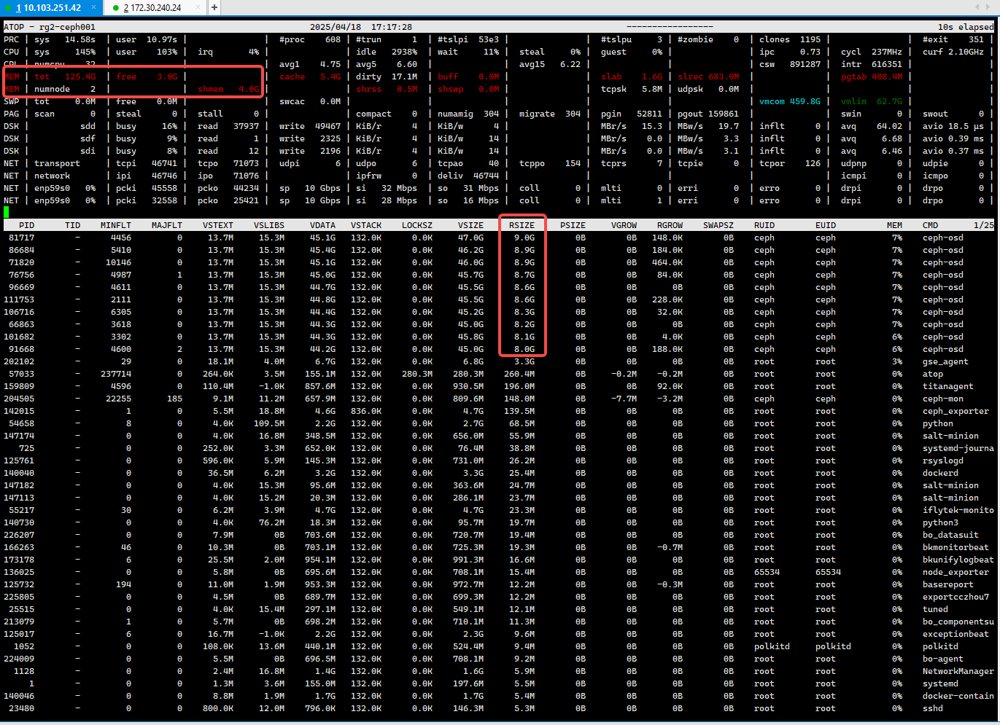 1 10.103.251.42 × 2 172.30.240.24 × +
ATOP - rg2-ceph001 2025/04/18 17:17:28 ----------------- 10s elapsed
PRC | sys 14.58s | user 10.97s | | #proc 608 | #trun 1 | #tslpi 53e3 | | #tslpu 3 | #zombie 0 | clones 1195 | | #exit 351 |
CPU | sys 145% | user 103% | irq 4% | | idle 2938% | wait 11% | steal 0% | guest 0% | | ipc 0.73 | cycl 237MHz | curf 2.10GHz |
CPL | numcpu 32 | | | avg1 4.75 | avg5 6.60 | | avg15 6.22 | | | csw 891287 | intr 616351 | |
MEM | tot 125.4G | free 3.0G | | cache 5.4G | dirty 17.1M | buff 0.0M | | slab 1.6G | slrec 683.0M | | pgtab 408.4M | |
MEM | numnode 2 | | shmem 4.0G | | shrss 0.5M | shswp 0.0M | | tcpsk 5.8M | udpsk 0.0M | | | |
SWP | tot 0.0M | free 0.0M | | swcac 0.0M | | | | | | vmcom 459.8G | vmlim 62.7G | |
PAG | scan 0 | steal 0 | stall 0 | | compact 0 | numamig 304 | migrate 304 | pgin 52811 | pgout 159861 | | swin 0 | swout 0 |
DSK | sdd | busy 16% | read 37937 | write 49467 | KiB/r 4 | KiB/w 4 | | MBr/s 15.3 | MBw/s 19.7 | inflt 0 | avq 64.02 | avio 18.5 µs |
DSK | sdf | busy 9% | read 1 | write 2325 | KiB/r 4 | KiB/w 14 | | MBr/s 0.0 | MBw/s 3.3 | inflt 0 | avq 6.68 | avio 0.39 ms |
DSK | sdi | busy 8% | read 12 | write 2196 | KiB/r 4 | KiB/w 14 | | MBr/s 0.0 | MBw/s 3.1 | inflt 0 | avq 6.46 | avio 0.37 ms |
NET | transport | tcpi 46741 | tcpo 71073 | udpi 6 | udpo 6 | tcpao 40 | tcppo 154 | tcprs 7 | tcpie 0 | tcpor 126 | udpnp 0 | udpie 0 |
NET | network | ipi 46746 | ipo 71076 | | ipfrw 0 | deliv 46744 | | | | | icmpi 0 | icmpo 0 |
NET | enp59s0 0% | pcki 45558 | pcko 44234 | sp 10 Gbps | si 32 Mbps | so 31 Mbps | coll 0 | mlti 0 | erri 0 | erro 0 | drpi 0 | drpo 0 |
NET | enp59s0 0% | pcki 32558 | pcko 25421 | sp 10 Gbps | si 28 Mbps | so 16 Mbps | coll 0 | mlti 1 | erri 0 | erro 0 | drpi 0 | drpo 0 |
PID TID MINFLT MAJFLT VSTEXT VSLIBS VDATA VSTACK LOCKSZ VSIZE RSIZE PSIZE VGROW RGROW SWAPSZ RUID EUID MEM CMD 1/25
81717 - 4456 0 13.7M 15.3M 45.1G 132.0K 0.0K 47.0G 9.0G 0B 0B 148.0K 0B ceph ceph 7% ceph-osd
86684 - 5410 0 13.7M 15.3M 45.4G 132.0K 0.0K 46.2G 8.9G 0B 0B 184.0K 0B ceph ceph 7% ceph-osd
71820 - 10146 0 13.7M 15.3M 45.1G 132.0K 0.0K 46.0G 8.9G 0B 0B 464.0K 0B ceph ceph 7% ceph-osd
76756 - 4987 1 13.7M 15.3M 45.0G 132.0K 0.0K 45.7G 8.7G 0B 0B 84.0K 0B ceph ceph 7% ceph-osd
96669 - 4611 0 13.7M 15.3M 44.7G 132.0K 0.0K 45.5G 8.6G 0B 0B 0B 0B ceph ceph 7% ceph-osd
111753 - 2111 0 13.7M 15.3M 44.8G 132.0K 0.0K 45.5G 8.6G 0B 0B 228.0K 0B ceph ceph 7% ceph-osd
106716 - 6305 0 13.7M 15.3M 44.4G 132.0K 0.0K 45.2G 8.3G 0B 0B 32.0K 0B ceph ceph 7% ceph-osd
66863 - 3618 0 13.7M 15.3M 44.3G 132.0K 0.0K 45.0G 8.2G 0B 0B 0B 0B ceph ceph 7% ceph-osd
101682 - 3302 0 13.7M 15.3M 44.3G 132.0K 0.0K 45.8G 8.1G 0B 0B 4.0K 0B ceph ceph 6% ceph-osd
91668 - 4600 2 13.7M 15.3M 44.2G 132.0K 0.0K 45.0G 8.0G 0B 0B 188.0K 0B ceph ceph 6% ceph-osd
202102 - 29 0 18.1M 4.0M 6.7G 132.0K 0.0K 6.8G 3.3G 0B 0B 0B 0B root root 3% gse_agent
57033 - 237714 0 264.0K 3.5M 155.1M 132.0K 280.3M 280.3M 260.4M 0B -0.2M -0.2M 0B root root 0% atop
159809 - 4596 0 110.4M -1.0K 857.6M 132.0K 0.0K 930.5M 196.0M 0B 0B 92.0K 0B root root 0% titanagent
204505 - 22255 185 9.1M 11.2M 657.9M 132.0K 0.0K 809.6M 148.0M 0B -7.7M -3.2M 0B ceph ceph 0% ceph-mon
142015 - 1 0 5.5M 18.8M 4.6G 836.0K 0.0K 4.7G 139.5M 0B 0B 0B 0B root root 0% ceph_exporter
54658 - 8 0 4.0K 109.5M 2.2G 132.0K 0.0K 2.7G 68.5M 0B 0B 0B 0B root root 0% python
147174 - 0 0 4.0K 16.8M 348.5M 132.0K 0.0K 656.0M 55.9M 0B 0B 0B 0B root root 0% salt-minion
725 - 0 0 252.0K 3.3M 652.0K 132.0K 0.0K 76.4M 38.8M 0B 0B 0B 0B root root 0% systemd-journa
125761 - 0 0 596.0K 5.9M 145.3M 132.0K 0.0K 731.0M 26.2M 0B 0B 0B 0B root root 0% rsyslogd
140040 - 0 0 36.5M 6.2M 3.2G 132.0K 0.0K 3.3G 25.4M 0B 0B 0B 0B root root 0% dockerd
147182 - 0 0 4.0K 15.3M 95.6M 132.0K 0.0K 363.6M 24.7M 0B 0B 0B 0B root root 0% salt-minion
147113 - 0 0 4.0K 15.2M 20.3M 132.0K 0.0K 286.1M 23.7M 0B 0B 0B 0B root root 0% salt-minion
55217 - 30 0 6.2M 3.9M 4.7G 132.0K 0.0K 4.7G 23.3M 0B 0B 0B 0B root root 0% iflytek-monito
140730 - 0 0 4.0K 76.2M 18.3M 132.0K 0.0K 95.7M 19.7M 0B 0B 0B 0B root root 0% python3
226207 - 0 0 7.9M 0B 703.6M 132.0K 0.0K 720.7M 19.4M 0B 0B 0B 0B root root 0% bo_datasuit
166263 - 46 0 10.3M 0B 703.1M 132.0K 0.0K 725.3M 19.3M 0B 0B -0.7M 0B root root 0% bkmonitorbeat
173178 - 6 0 25.5M 2.0M 954.1M 132.0K 0.0K 991.3M 16.6M 0B 0B 0B 0B root root 0% bkunifylogbeat
136025 - 0 0 5.8M 0B 695.6M 132.0K 0.0K 708.1M 15.4M 0B 0B 0B 0B 65534 65534 0% node_exporter
125732 - 194 0 11.0M 1.9M 953.3M 132.0K 0.0K 972.7M 12.2M 0B 0B -0.3M 0B root root 0% basereport
225805 - 0 0 4.5M 0B 689.7M 132.0K 0.0K 699.3M 12.2M 0B 0B 0B 0B root root 0% exportcczhou7
25515 - 0 0 4.0K 15.4M 297.1M 132.0K 0.0K 549.1M 12.1M 0B 0B 0B 0B root root 0% tuned
213079 - 1 0 5.7M 0B 698.2M 132.0K 0.0K 710.1M 11.3M 0B 0B 0B 0B root root 0% bo_componentsu
125017 - 6 0 16.7M -1.0K 2.2G 132.0K 0.0K 2.3G 9.6M 0B 0B 0B 0B root root 0% exceptionbeat
1052 - 0 0 108.0K 13.6M 440.1M 132.0K 0.0K 524.4M 9.4M 0B 0B 0B 0B polkitd polkitd 0% polkitd
224009 - 0 0 5.5M 0B 696.5M 132.0K 0.0K 708.1M 9.2M 0B 0B 0B 0B root root 0% bo-agent
1128 - 0 0 2.4M 16.8M 1.4G 132.0K 0.0K 1.6G 5.9M 0B 0B 0B 0B root root 0% NetworkManager
1 - 0 0 1.3M 3.6M 155.0M 132.0K 0.0K 197.6M 5.5M 0B 0B 0B 0B root root 0% systemd
140046 - 0 0 8.8M 1.9M 1.7G 132.0K 0.0K 1.7G 5.4M 0B 0B 0B 0B root root 0% docker-contain
23480 - 0 0 800.0K 12.0M 796.0K 132.0K 0.0K 146.3M 5.3M 0B 0B 0B 0B root root 0% sshd